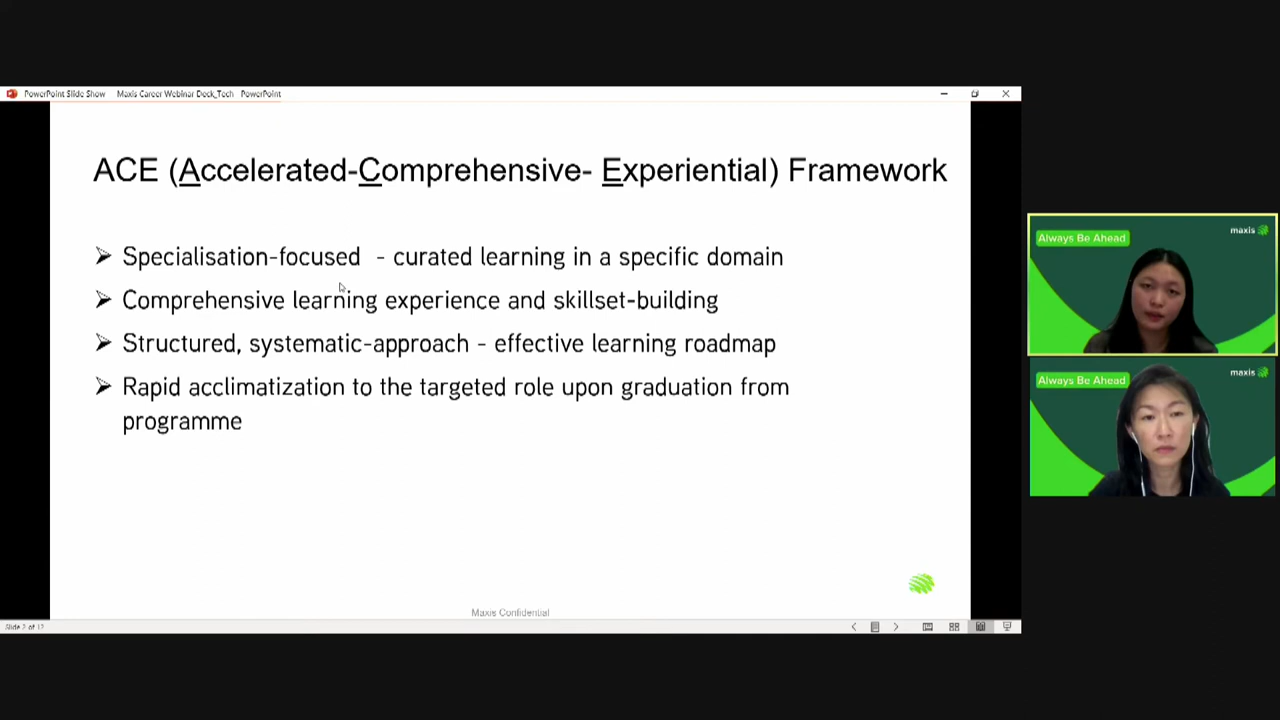 PowerPoint Slide Show Maxis Career Webinar Deck_Tech PowerPoint
ACE (Accelerated-Comprehensive- Experiential) Framework
Specialisation-focused - curated learning in a specific domain
Comprehensive learning experience and skillset-building
Structured, systematic-approach - effective learning roadmap
Rapid acclimatization to the targeted role upon graduation from
programme
Maxis Confidential
Always Be Ahead
maxis
Always Be Ahead
maxis